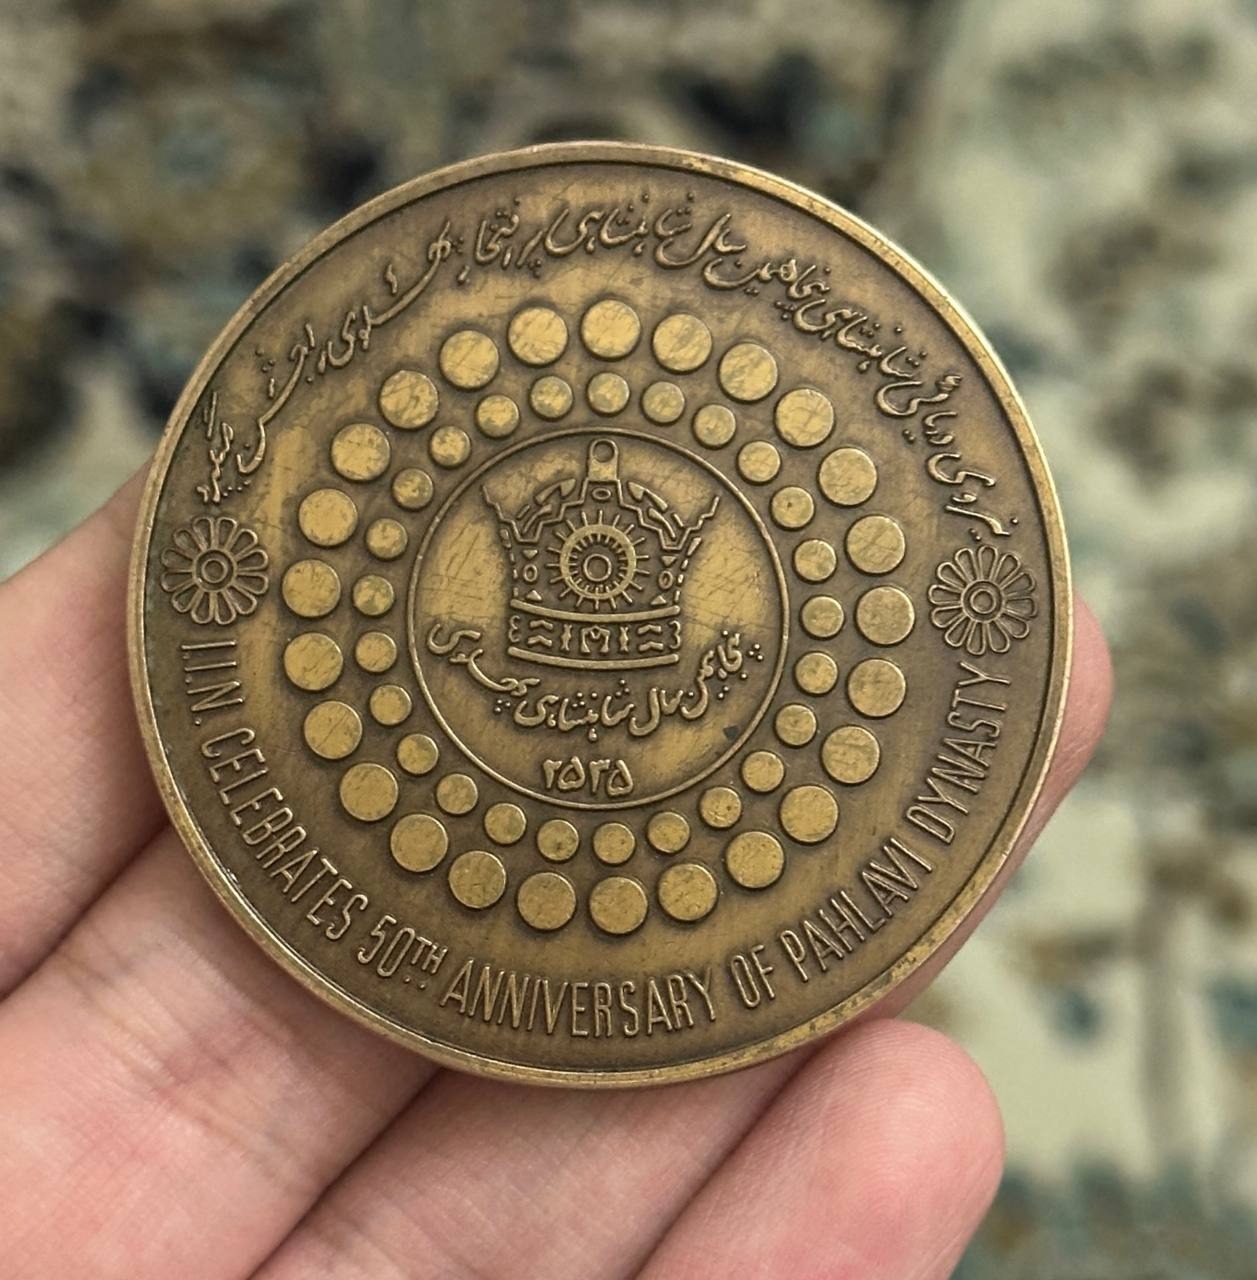 نیروی دریائی شاهنشاهی پنجاهمین سال شاهنشاهی پرافتخار پهلوی را جشن میگیرد
پنجاهمین سال شاهنشاهی پهلوی
۲۵۳۵
I.I.N. CELEBRATES 50TH ANNIVERSARY OF PAHLAVI DYNASTY